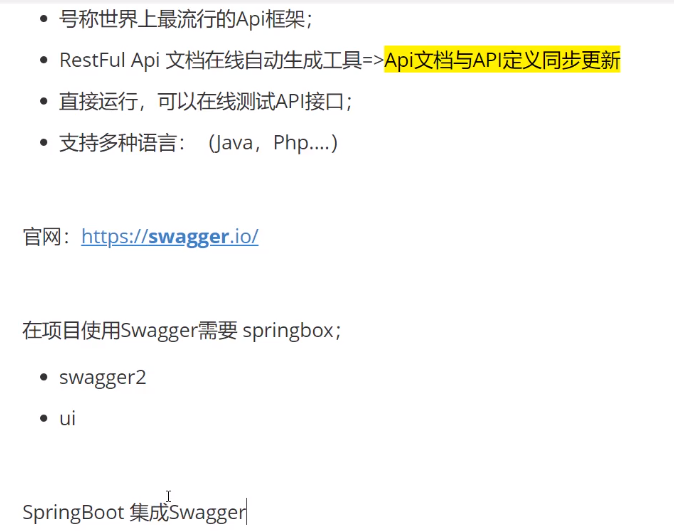 号称世界上最流行的Api框架；
RestFul Api 文档在线自动生成工具=>Api文档与API定义同步更新
直接运行，可以在线测试API接口；
支持多种语言：（Java，Php....）
官网：https://swagger.io/
在项目使用Swagger需要 springbox；
swagger2
ui
SpringBoot 集成Swagger